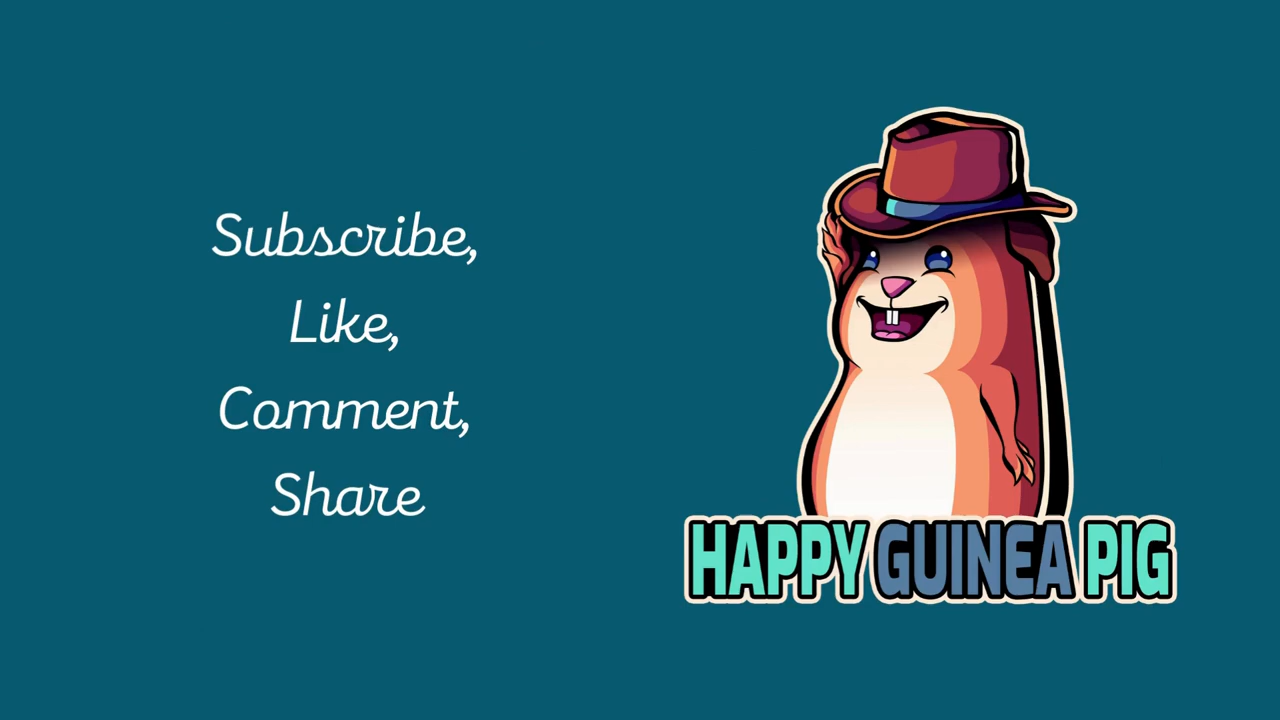 Subscribe,
Like,
Comment,
Share
HAPPY GUINEA PIG